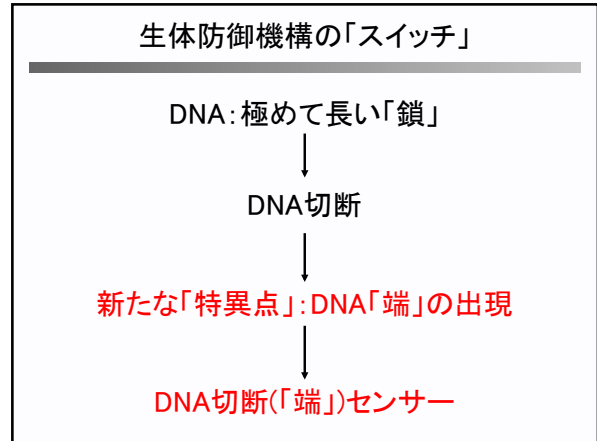 生体防御機構の「スイッチ」
DNA:極めて長い「鎖」
DNA切断
新たな「特異点」:DNA「端」の出現
DNA切断(「端」)センサー